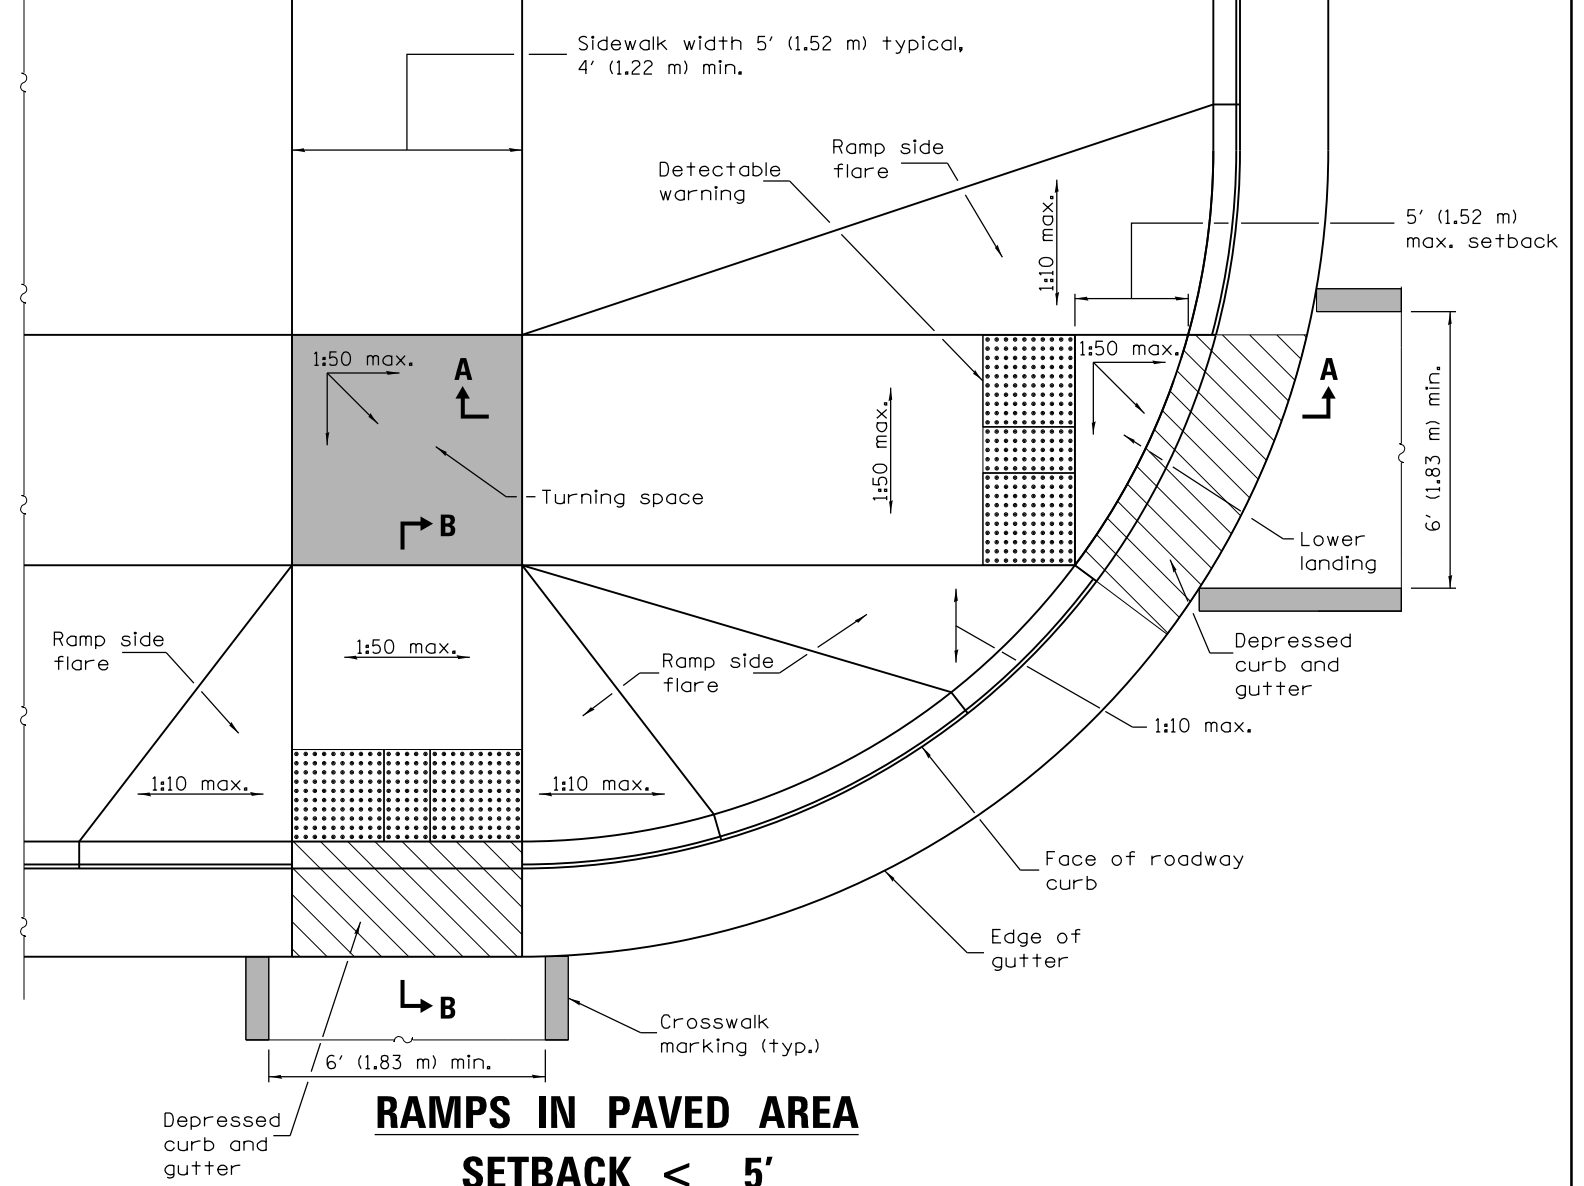 Sidewalk width 5' (1.52 m) typical,
4' (1.22 m) min.
Ramp side
flare
Detectable
warning
1:10 max.
5' (1.52 m)
max. setback
1:50 max.
A
1:50 max.
A
1:50 max.
6' (1.83 m) min.
Turning space
B
Lower
landing
Ramp side
flare
1:50 max.
Ramp side
flare
Depressed
curb and
gutter
1:10 max.
1:10 max.
1:10 max.
Face of roadway
curb
Edge of
gutter
B
Crosswalk
marking (typ.)
6' (1.83 m) min.
Depressed
curb and
gutter
RAMPS IN PAVED AREA
SETBACK < 5'